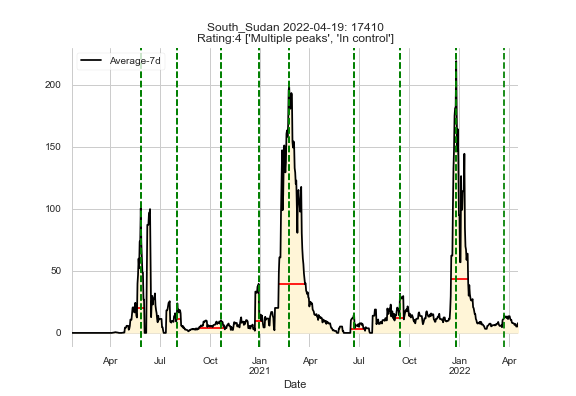 South_Sudan 2022-04-19: 17410
Rating:4 ['Multiple peaks', 'In control']
Average-7d
200
150
100
50
0
Apr Jul Oct Jan Apr Jul Oct Jan Apr
2021 2022
Date